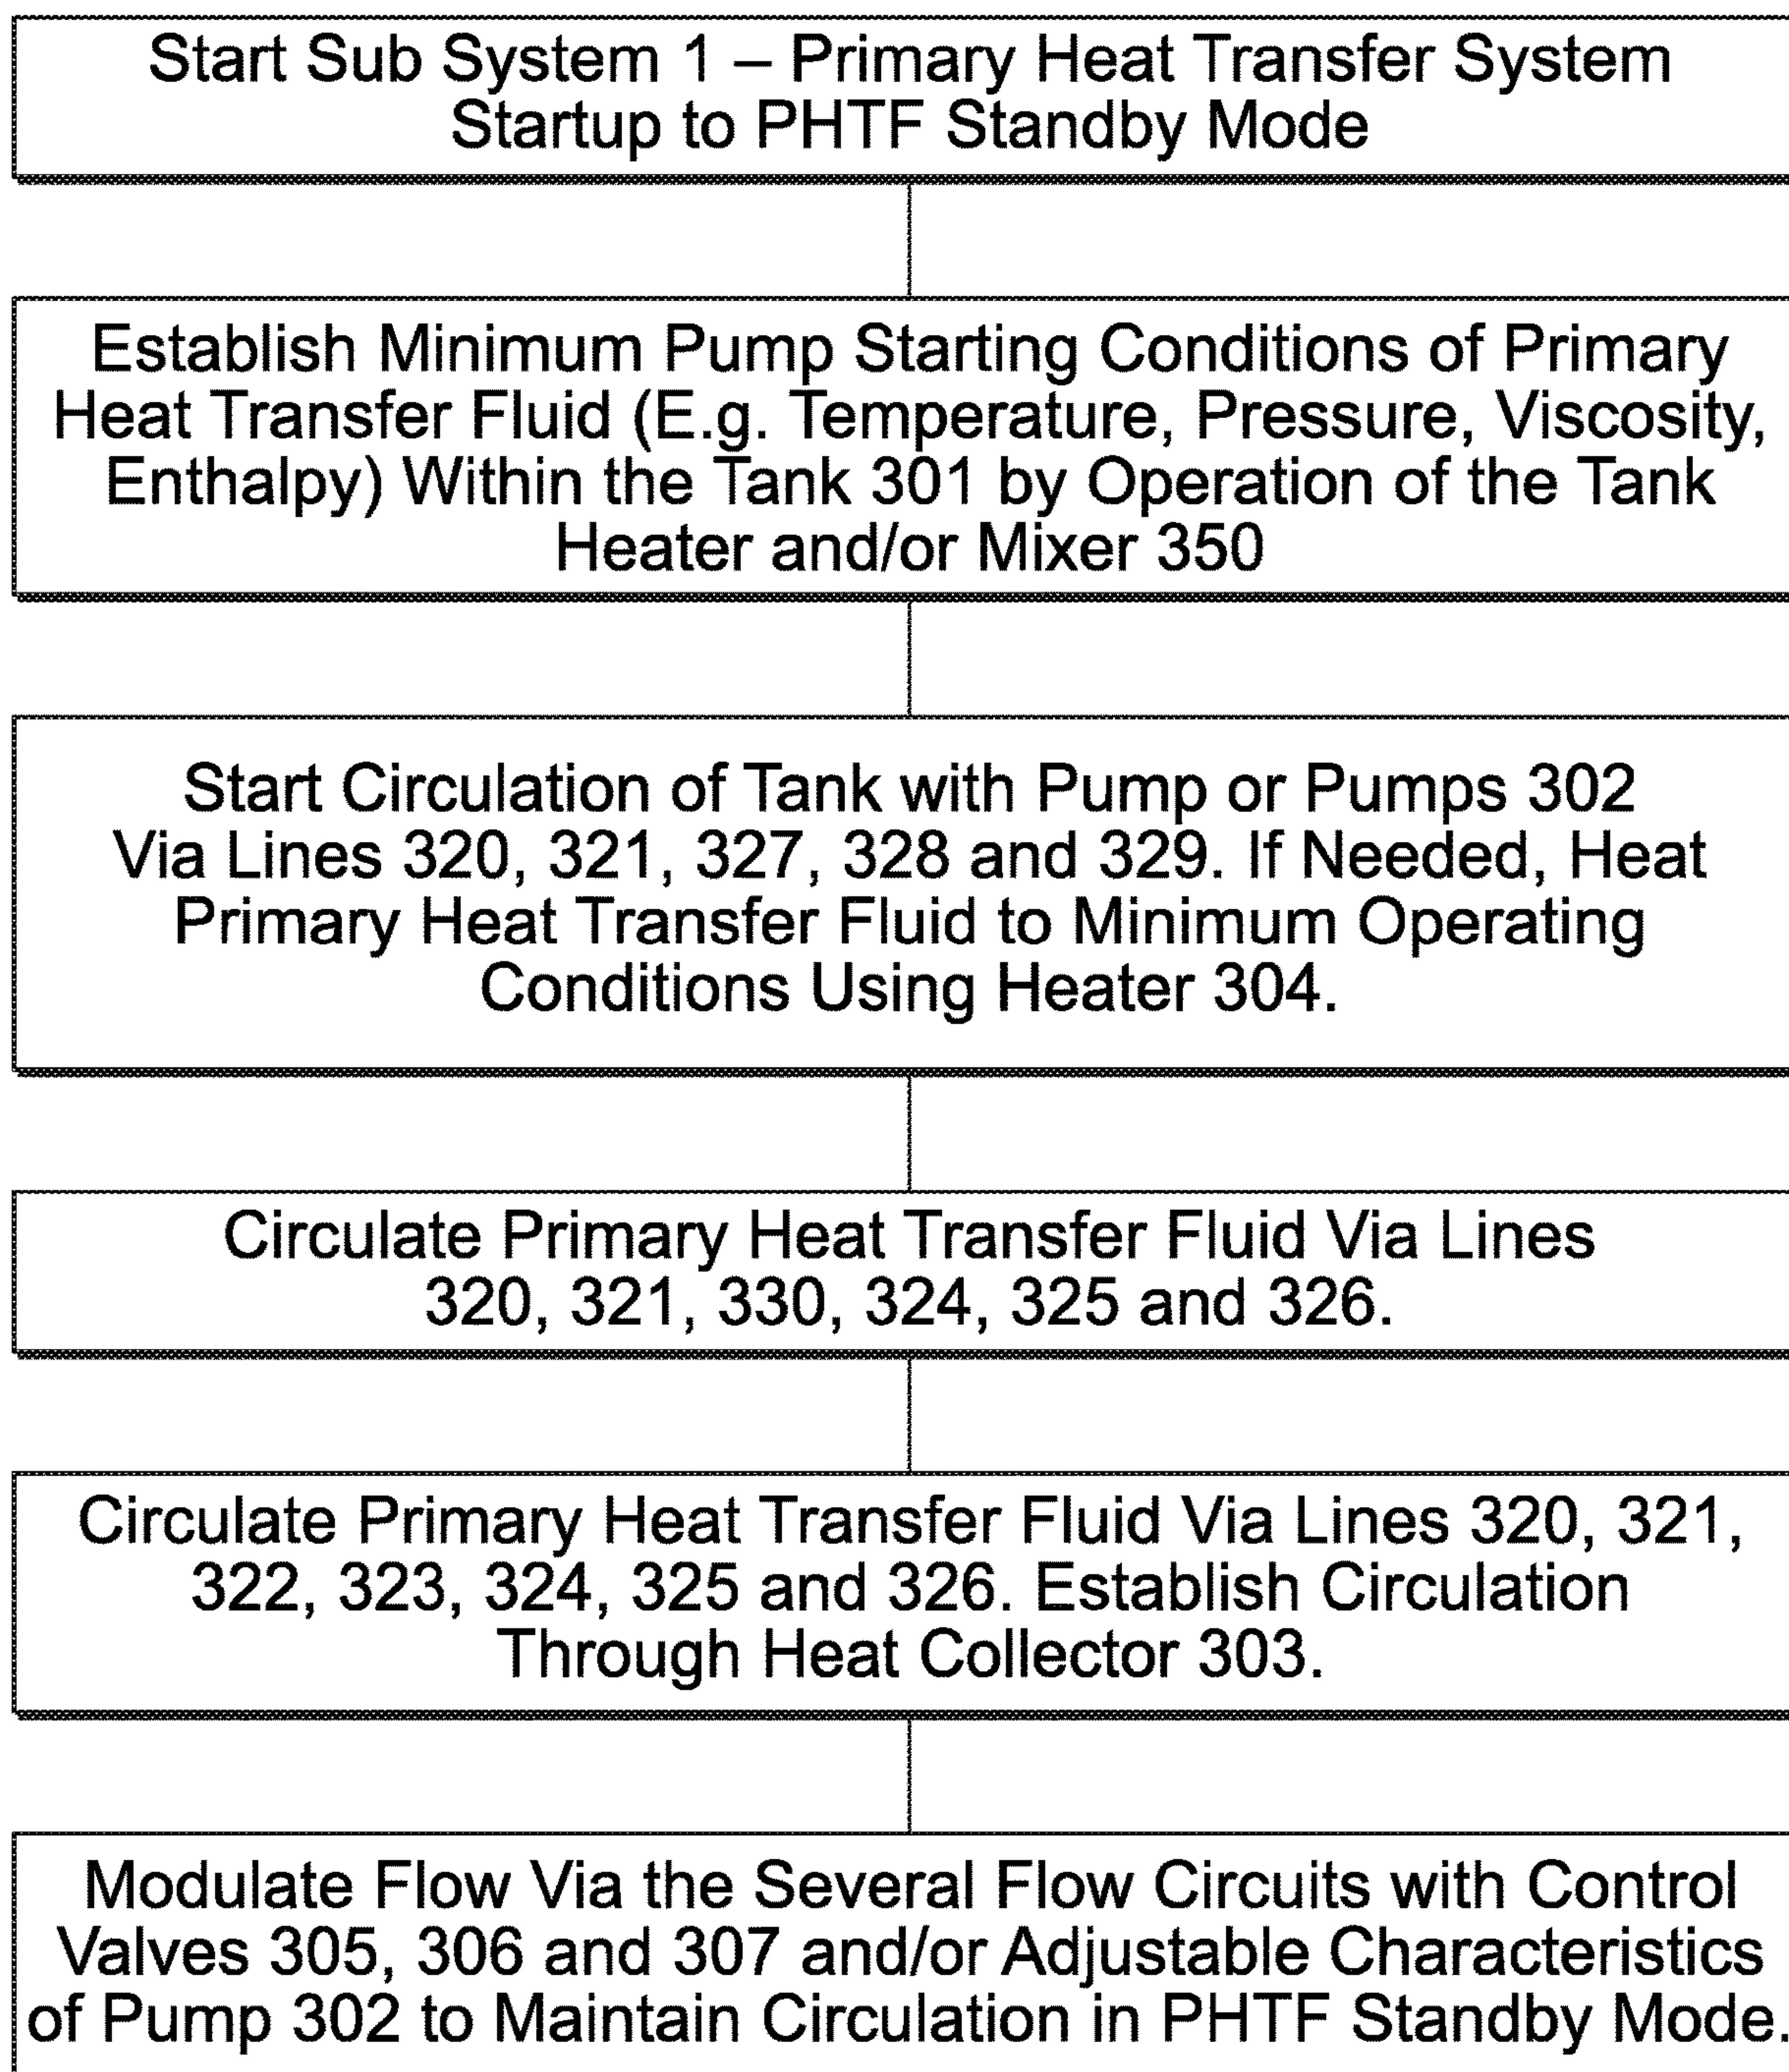 Start Sub System 1 – Primary Heat Transfer System
Startup to PHTF Standby Mode
Establish Minimum Pump Starting Conditions of Primary
Heat Transfer Fluid (E.g. Temperature, Pressure, Viscosity,
Enthalpy) Within the Tank 301 by Operation of the Tank
Heater and/or Mixer 350
Start Circulation of Tank with Pump or Pumps 302
Via Lines 320, 321, 327, 328 and 329. If Needed, Heat
Primary Heat Transfer Fluid to Minimum Operating
Conditions Using Heater 304.
Circulate Primary Heat Transfer Fluid Via Lines
320, 321, 330, 324, 325 and 326.
Circulate Primary Heat Transfer Fluid Via Lines 320, 321,
322, 323, 324, 325 and 326. Establish Circulation
Through Heat Collector 303.
Modulate Flow Via the Several Flow Circuits with Control
Valves 305, 306 and 307 and/or Adjustable Characteristics
of Pump 302 to Maintain Circulation in PHTF Standby Mode.